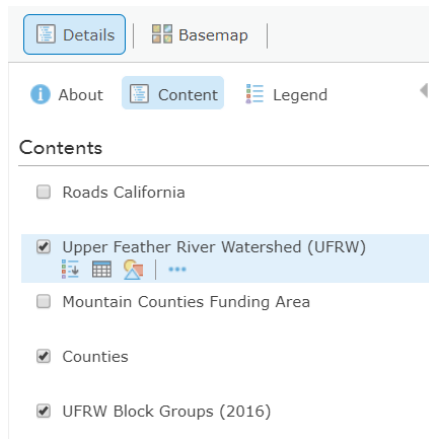 Details Basemap
About Content Legend
Contents
Roads California
Upper Feather River Watershed (UFRW)
Mountain Counties Funding Area
Counties
UFRW Block Groups (2016)